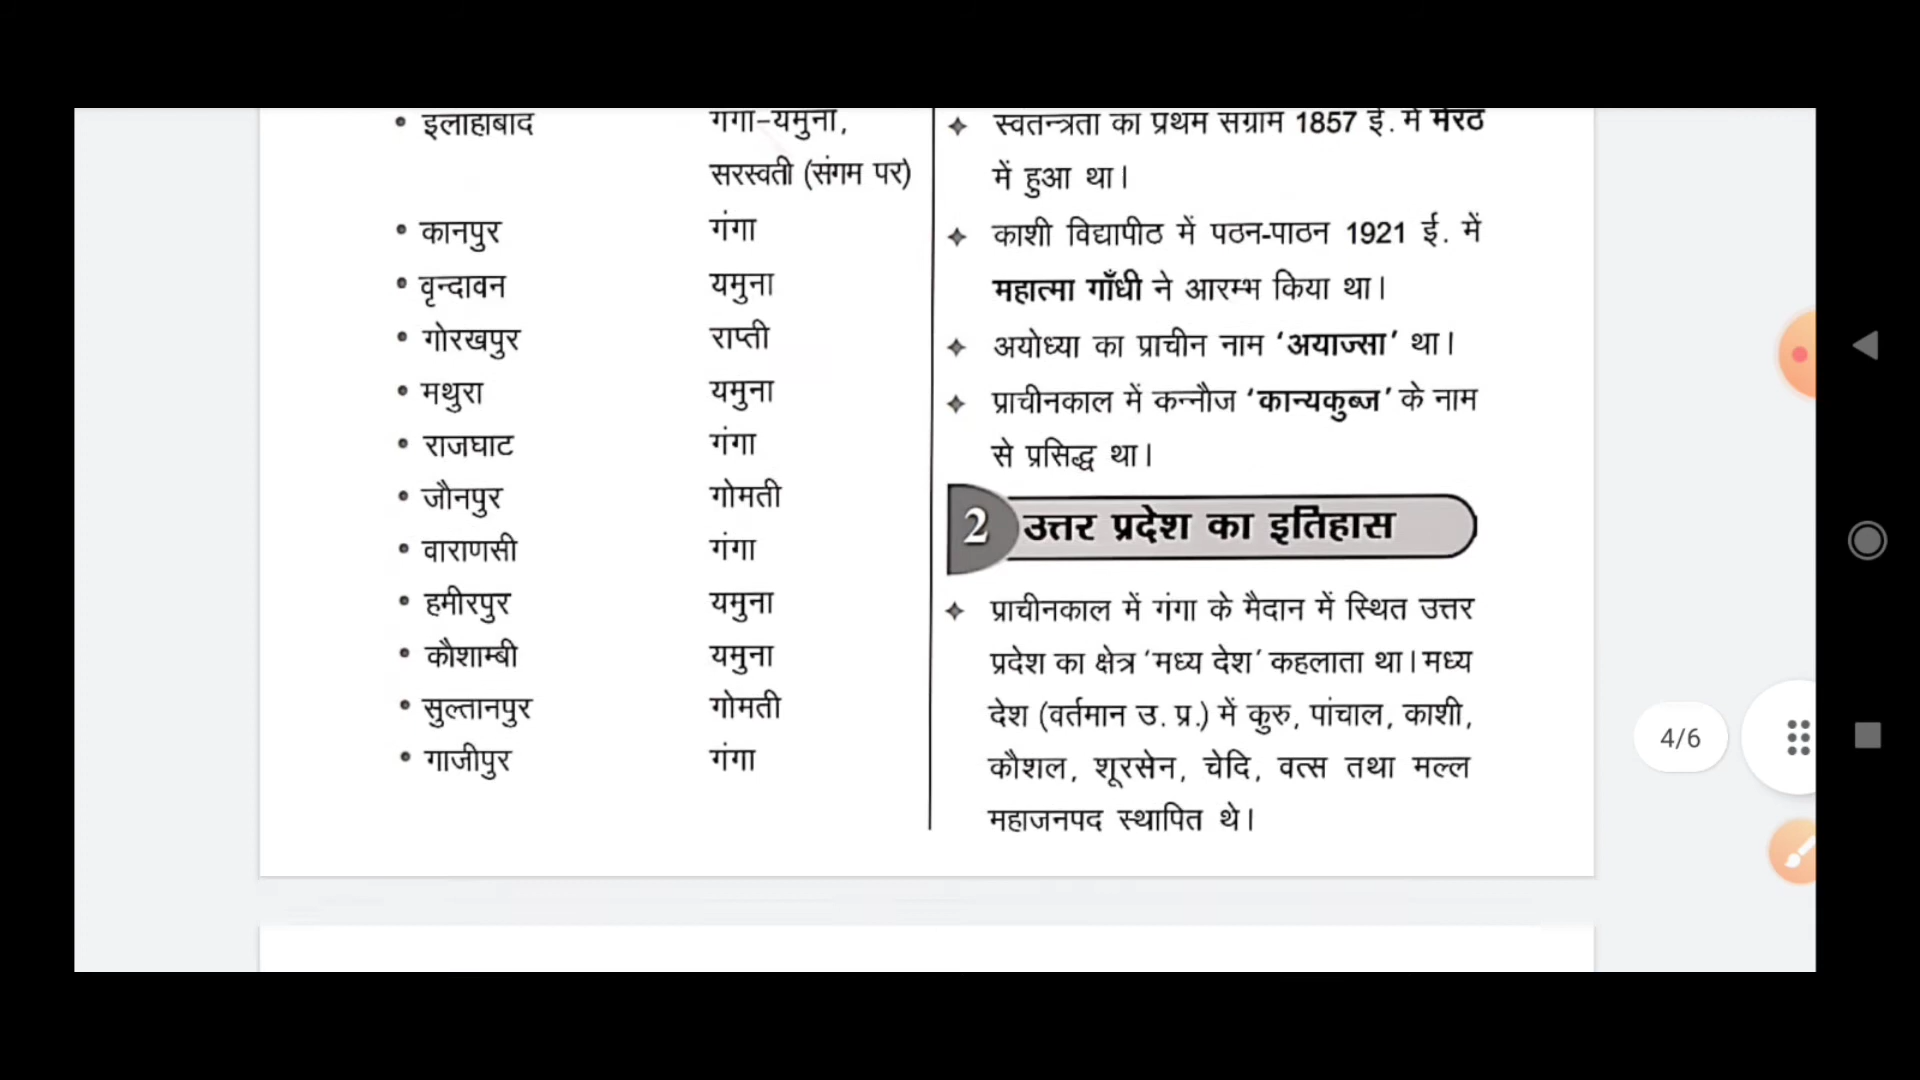 • इलाहाबाद गंगा-यमुना,
सरस्वती (संगम पर)
• कानपुर गंगा
• वृन्दावन यमुना
• गोरखपुर राप्ती
• मथुरा यमुना
• राजघाट गंगा
• जौनपुर गोमती
• वाराणसी गंगा
• हमीरपुर यमुना
• कौशाम्बी यमुना
• सुल्तानपुर गोमती
• गाजीपुर गंगा
स्वतन्त्रता का प्रथम संग्राम 1857 ई. में मेरठ
में हुआ था।
काशी विद्यापीठ में पठन-पाठन 1921 ई. में
महात्मा गाँधी ने आरम्भ किया था।
अयोध्या का प्राचीन नाम ‘अयाज्सा’ था।
प्राचीनकाल में कन्नौज ‘कान्यकुब्ज’ के नाम
से प्रसिद्ध था।
2 उत्तर प्रदेश का इतिहास
प्राचीनकाल में गंगा के मैदान में स्थित उत्तर
प्रदेश का क्षेत्र ‘मध्य देश’ कहलाता था। मध्य
देश (वर्तमान उ. प्र.) में कुरु, पांचाल, काशी,
कौशल, शूरसेन, चेदि, वत्स तथा मल्ल
महाजनपद स्थापित थे।
4/6